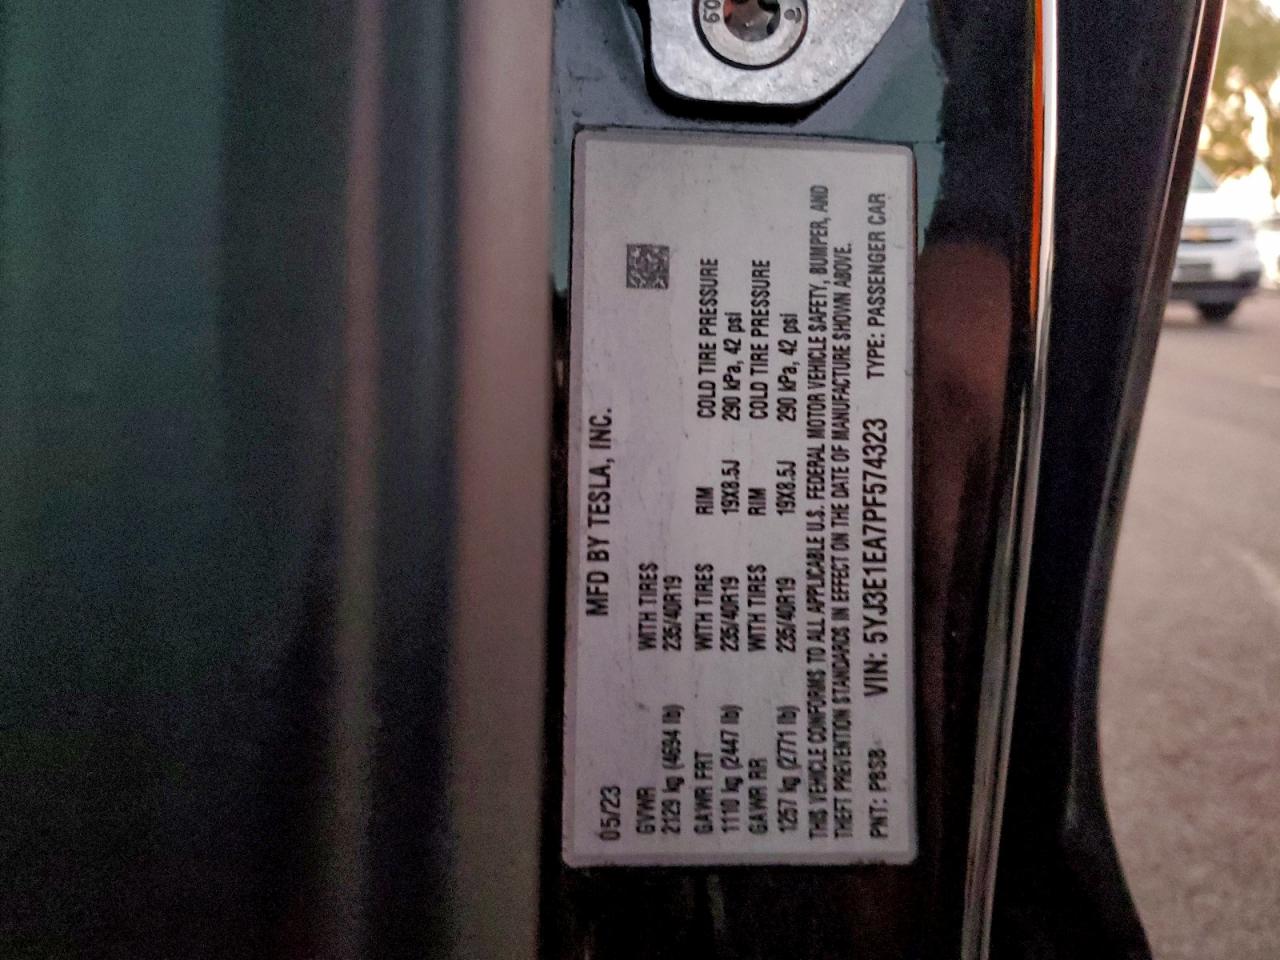 05/23 MFD BY TESLA, INC.
GVWR WITH TIRES
2129 kg (4694 lb) 235/40R19
GAWR FRT WITH TIRES RIM COLD TIRE PRESSURE
1110 kg (2447 lb) 235/40R19 19X8.5J 290 kPa, 42 psi
GAWR RR WITH TIRES RIM COLD TIRE PRESSURE
1257 kg (2771 lb) 235/40R19 19X8.5J 290 kPa, 42 psi
THIS VEHICLE CONFORMS TO ALL APPLICABLE U.S. FEDERAL MOTOR VEHICLE SAFETY, BUMPER, AND
THEFT PREVENTION STANDARDS IN EFFECT ON THE DATE OF MANUFACTURE SHOWN ABOVE.
PNT: PBSB VIN: 5YJ3E1EA7PF574323 TYPE: PASSENGER CAR